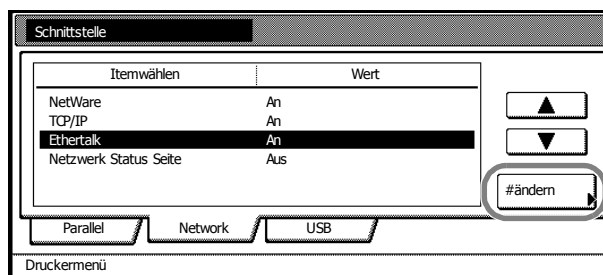 Schnittstelle
Itemwählen Wert
NetWare An
TCP/IP An
Ethertalk An
Netzwerk Status Seite Aus
#ändern
Parallel Network USB
Druckermenü